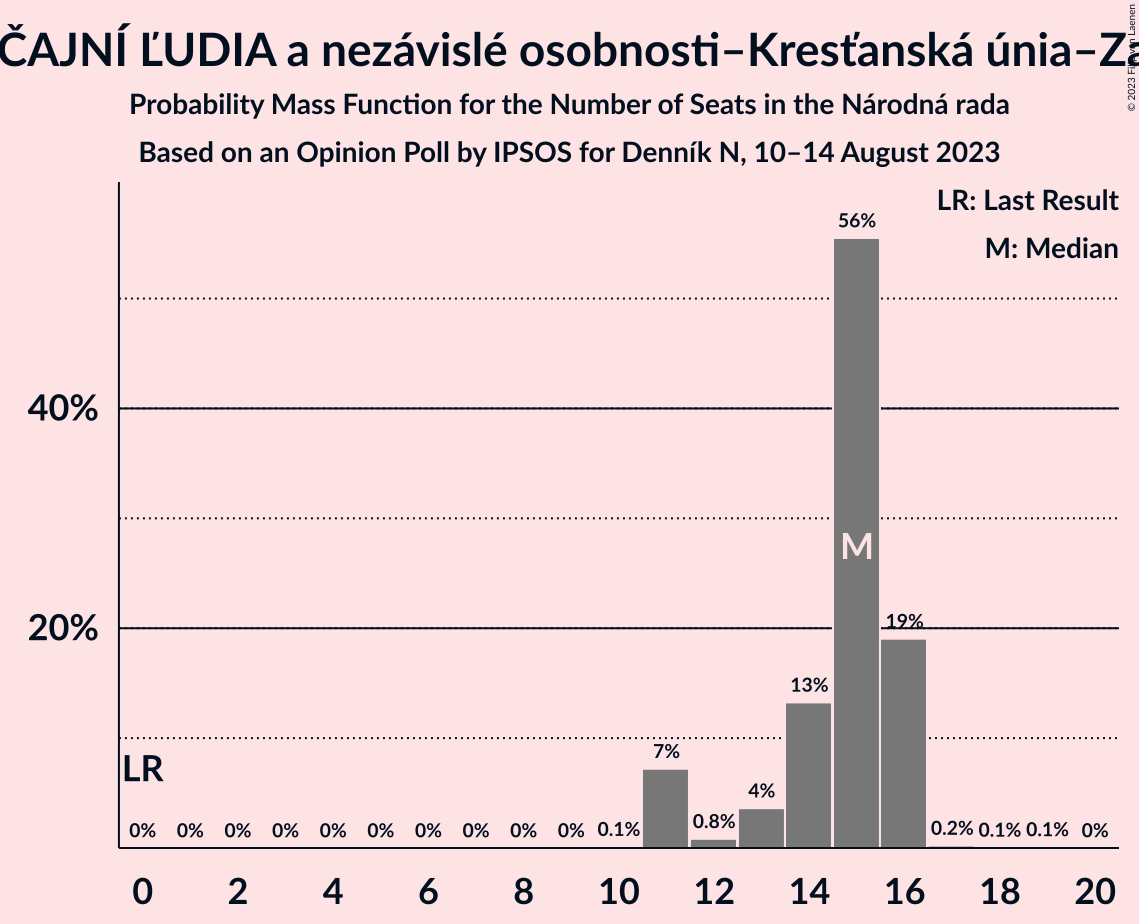 ČAJNÍ ĽUDIA a nezávislé osobnosti–Kresťanská únia–Za
Probability Mass Function for the Number of Seats in the Národná rada
Based on an Opinion Poll by IPSOS for Denník N, 10–14 August 2023
LR: Last Result
M: Median
56%
40%
M
20%
19%
13%
7%
LR
4%
0% 0% 0% 0% 0% 0% 0% 0% 0% 0% 0.1% 0.8% 0.2% 0.1% 0.1% 0%
0 2 4 6 8 10 12 14 16 18 20